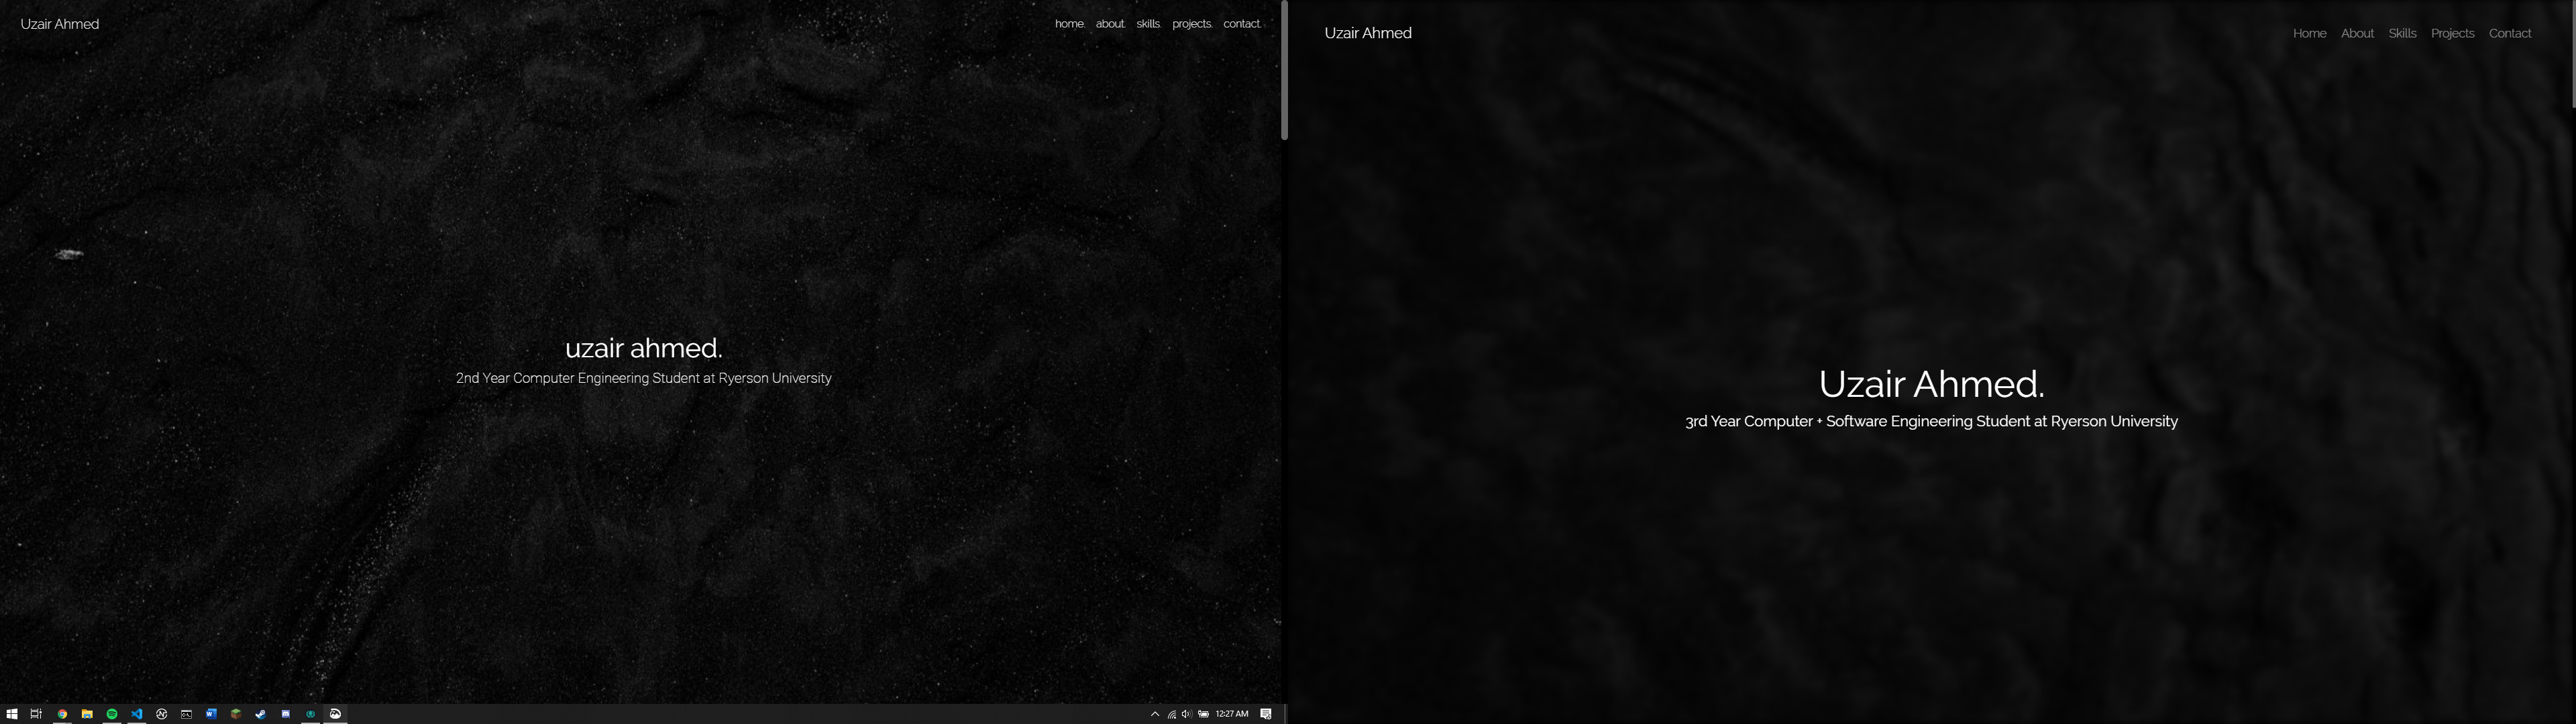 Uzair Ahmed
home. about. skills. projects. contact.
uzair ahmed.
2nd Year Computer Engineering Student at Ryerson University
12:27 AM
Uzair Ahmed
Home About Skills Projects Contact
Uzair Ahmed.
3rd Year Computer + Software Engineering Student at Ryerson University